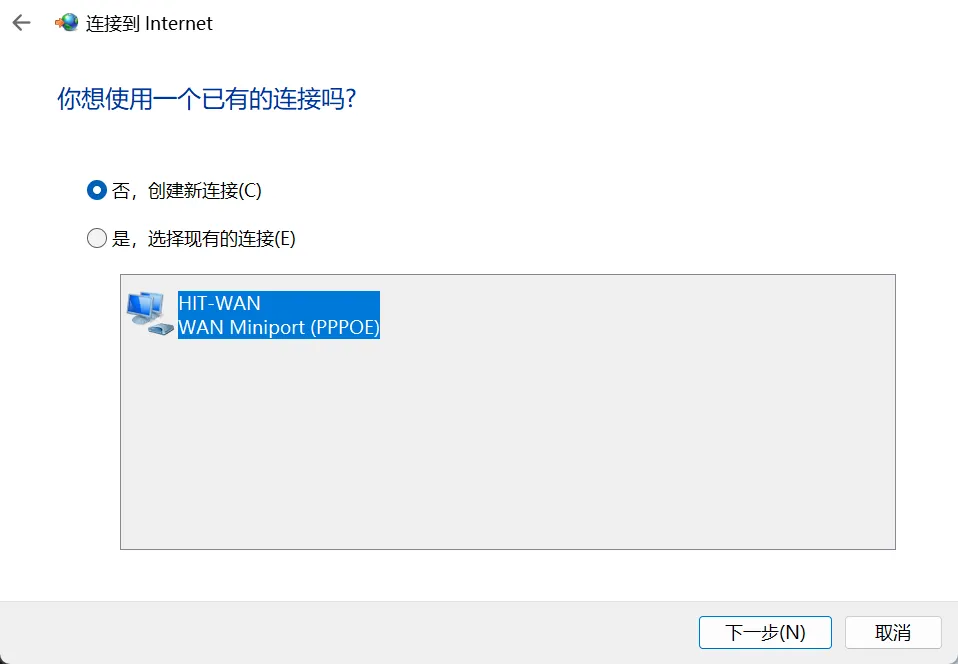 连接到 Internet
你想使用一个已有的连接吗?
否，创建新连接(C)
是，选择现有的连接(E)
HIT-WAN
WAN Miniport (PPPOE)
下一步(N)
取消